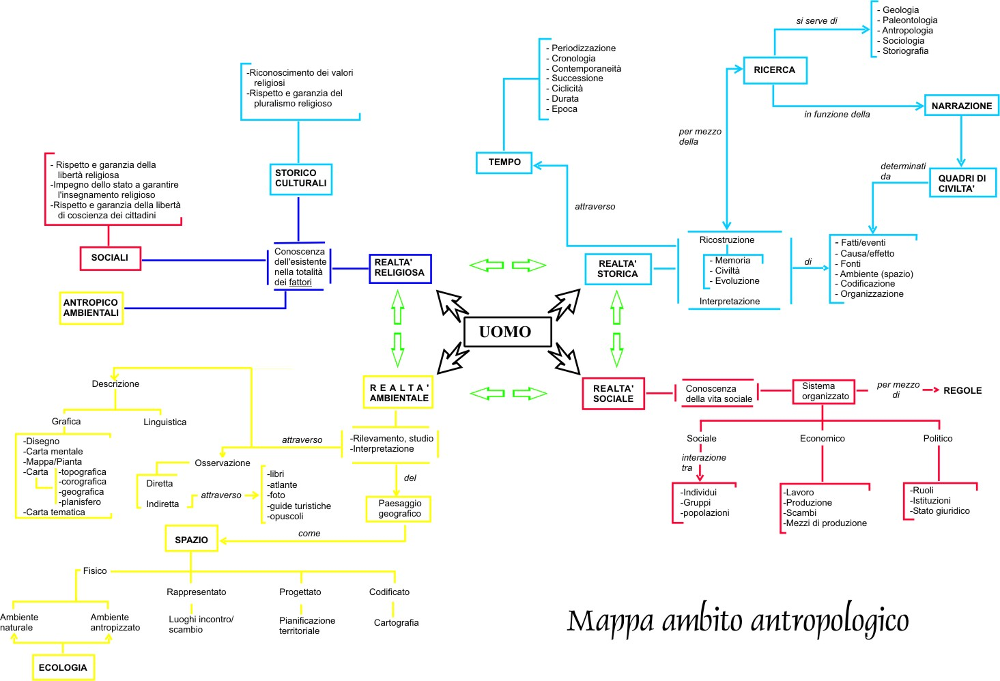 - Geologia
- Paleontologia
- Antropologia
- Sociologia
- Storiografia
si serve di
RICERCA
in funzione della
NARRAZIONE
per mezzo
della
determinati
da
QUADRI DI
CIVILTA'
- Periodizzazione
- Cronologia
- Contemporaneità
- Successione
- Ciclicità
- Durata
- Epoca
TEMPO
attraverso
-Riconoscimento dei valori
religiosi
-Rispetto e garanzia del
pluralismo religioso
STORICO
CULTURALI
- Rispetto e garanzia della
libertà religiosa
-Impegno dello stato a garantire
l'insegnamento religioso
-Rispetto e garanzia della libertà
di coscienza dei cittadini
SOCIALI
ANTROPICO
AMBIENTALI
Conoscenza
dell'esistente
nella totalità
dei fattori
REALTA'
RELIGIOSA
REALTA'
STORICA
Ricostruzione
- Memoria
- Civiltà
- Evoluzione
Interpretazione
di
- Fatti/eventi
- Causa/effetto
- Fonti
- Ambiente (spazio)
- Codificazione
- Organizzazione
UOMO
REALTA'
AMBIENTALE
REALTA'
SOCIALE
Conoscenza
della vita sociale
Sistema
organizzato
per mezzo
di
REGOLE
Sociale
Economico
Politico
interazione
tra
-Individui
-Gruppi
-popolazioni
-Lavoro
-Produzione
-Scambi
-Mezzi di produzione
-Ruoli
-Istituzioni
-Stato giuridico
Descrizione
Grafica
Linguistica
-Disegno
-Carta mentale
-Mappa/Pianta
-Carta
-topografica
-corografica
-geografica
-planisfero
-Carta tematica
attraverso
-Rilevamento, studio
-Interpretazione
Osservazione
Diretta
Indiretta
attraverso
-libri
-atlante
-foto
-guide turistiche
-opuscoli
del
Paesaggio
geografico
come
SPAZIO
Fisico
Rappresentato
Progettato
Codificato
Ambiente
naturale
Ambiente
antropizzato
Luoghi incontro/
scambio
Pianificazione
territoriale
Cartografia
ECOLOGIA
Mappa ambito antropologico